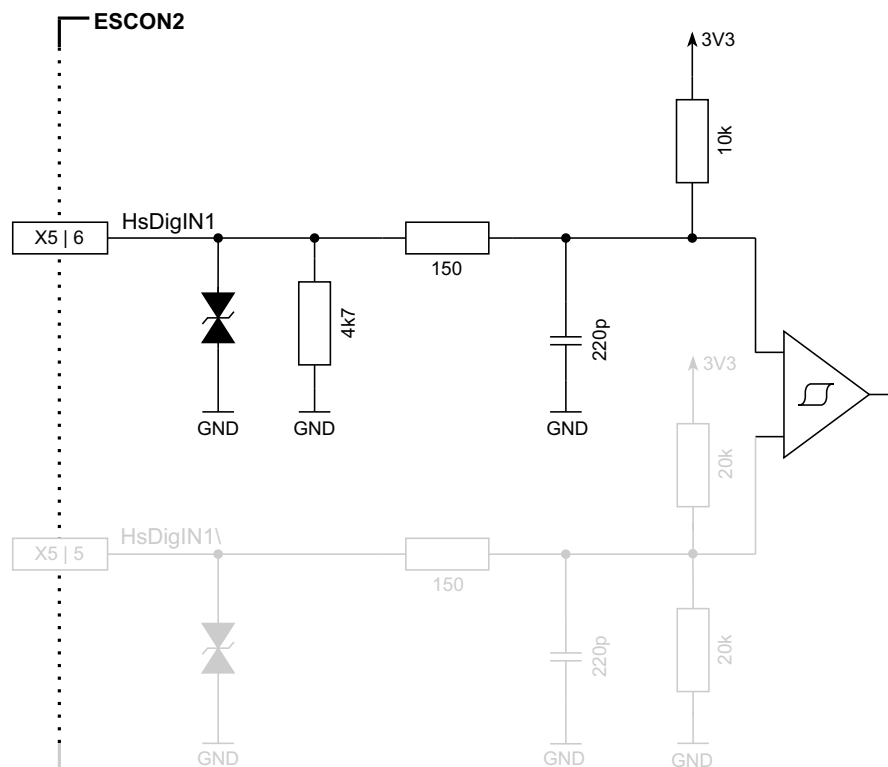 ESCON2
3V3
10k
X5 | 6
HsDigIN1
150
4k7
220p
GND
GND
GND
3V3
20k
X5 | 5
HsDigIN1\
150
220p
20k
GND
GND
GND